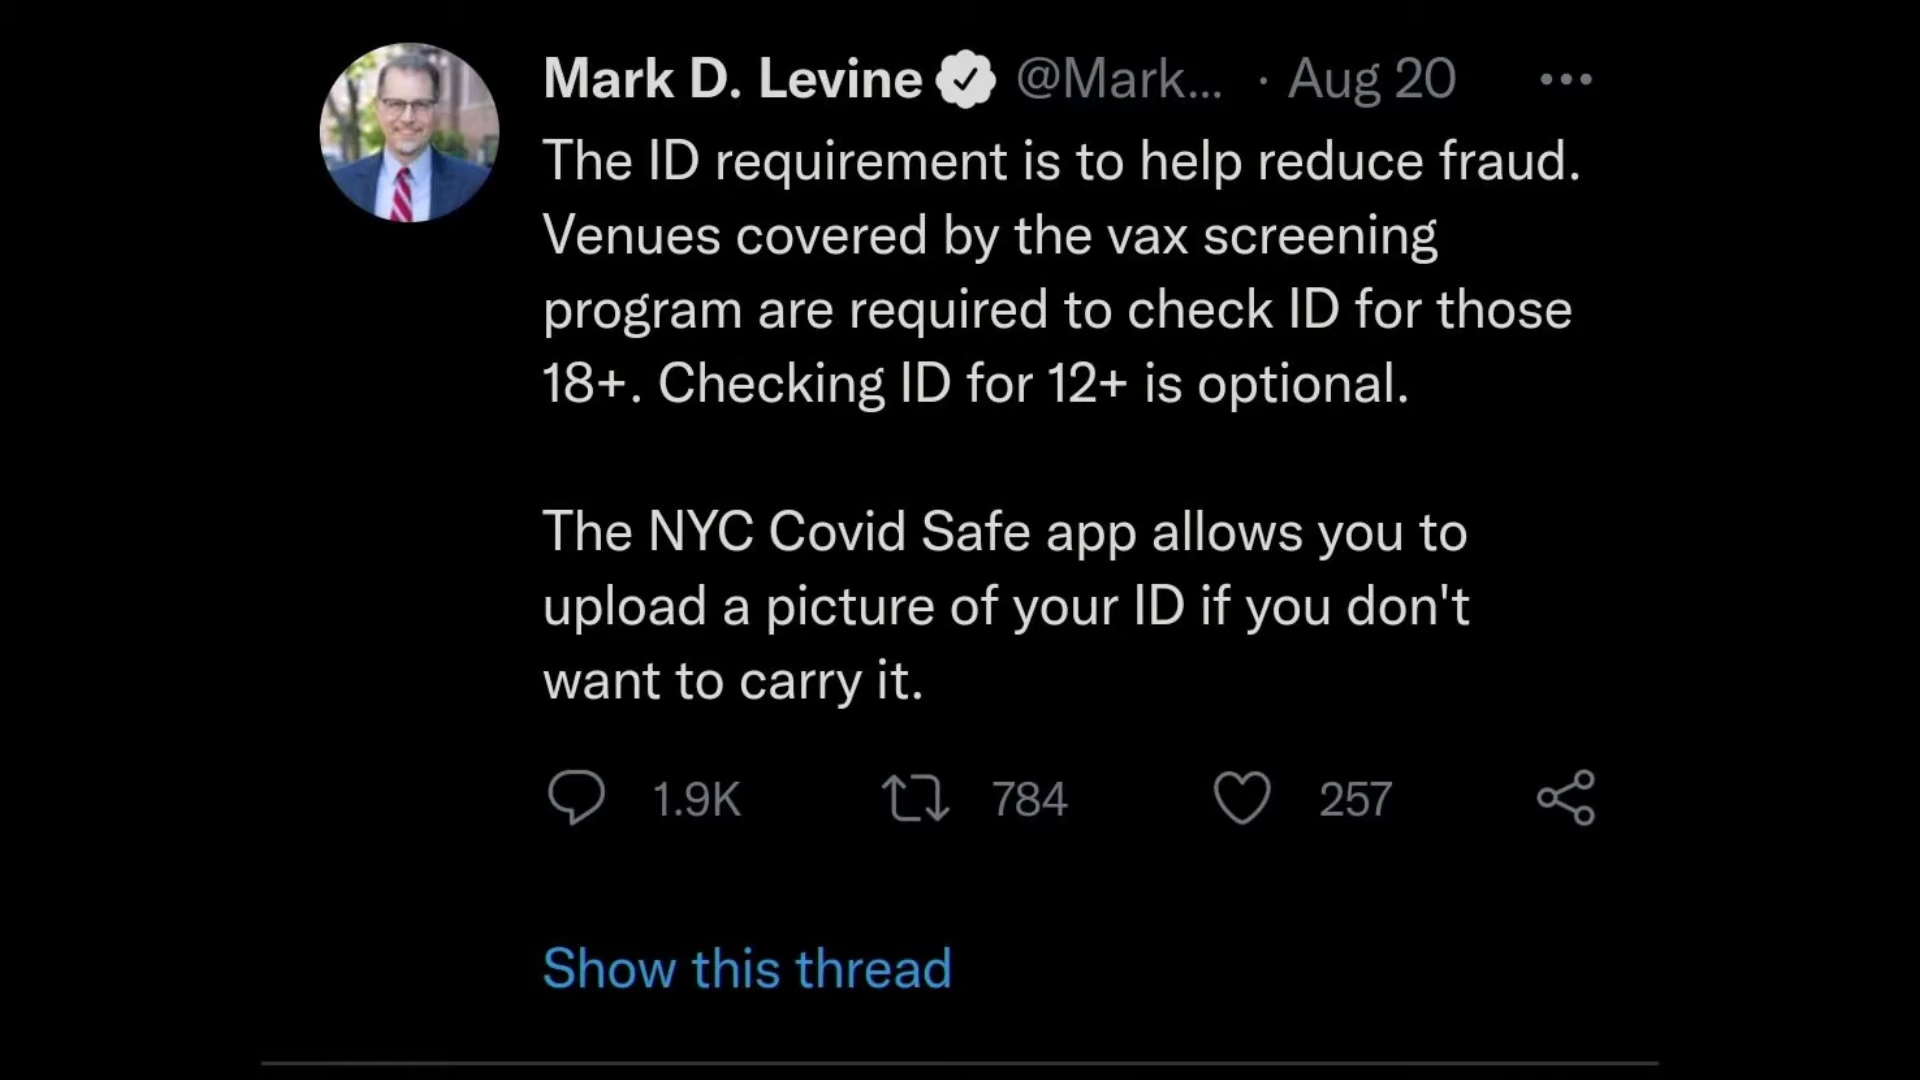 Mark D. Levine @Mark... · Aug 20
The ID requirement is to help reduce fraud.
Venues covered by the vax screening
program are required to check ID for those
18+. Checking ID for 12+ is optional.
The NYC Covid Safe app allows you to
upload a picture of your ID if you don't
want to carry it.
1.9K 784 257
Show this thread